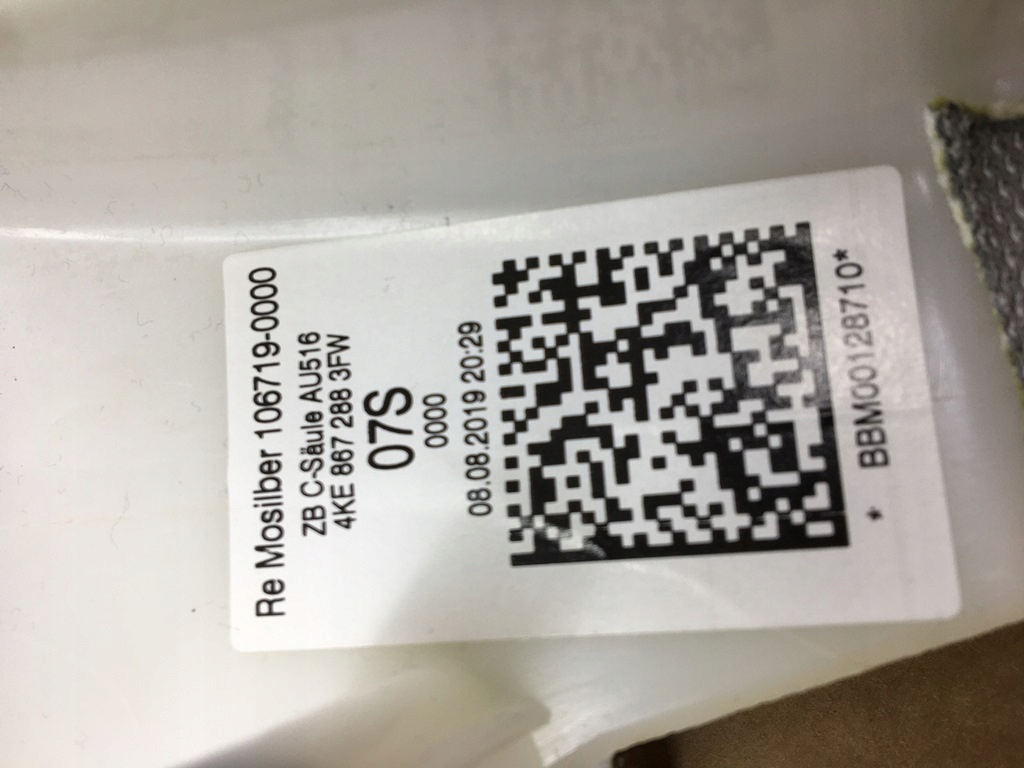 Re Mosilber 106719-0000
ZB C-Säule AU516
4KE 867 288 3FW
07S
0000
08.08.2019 20:29
* BBM00128710*